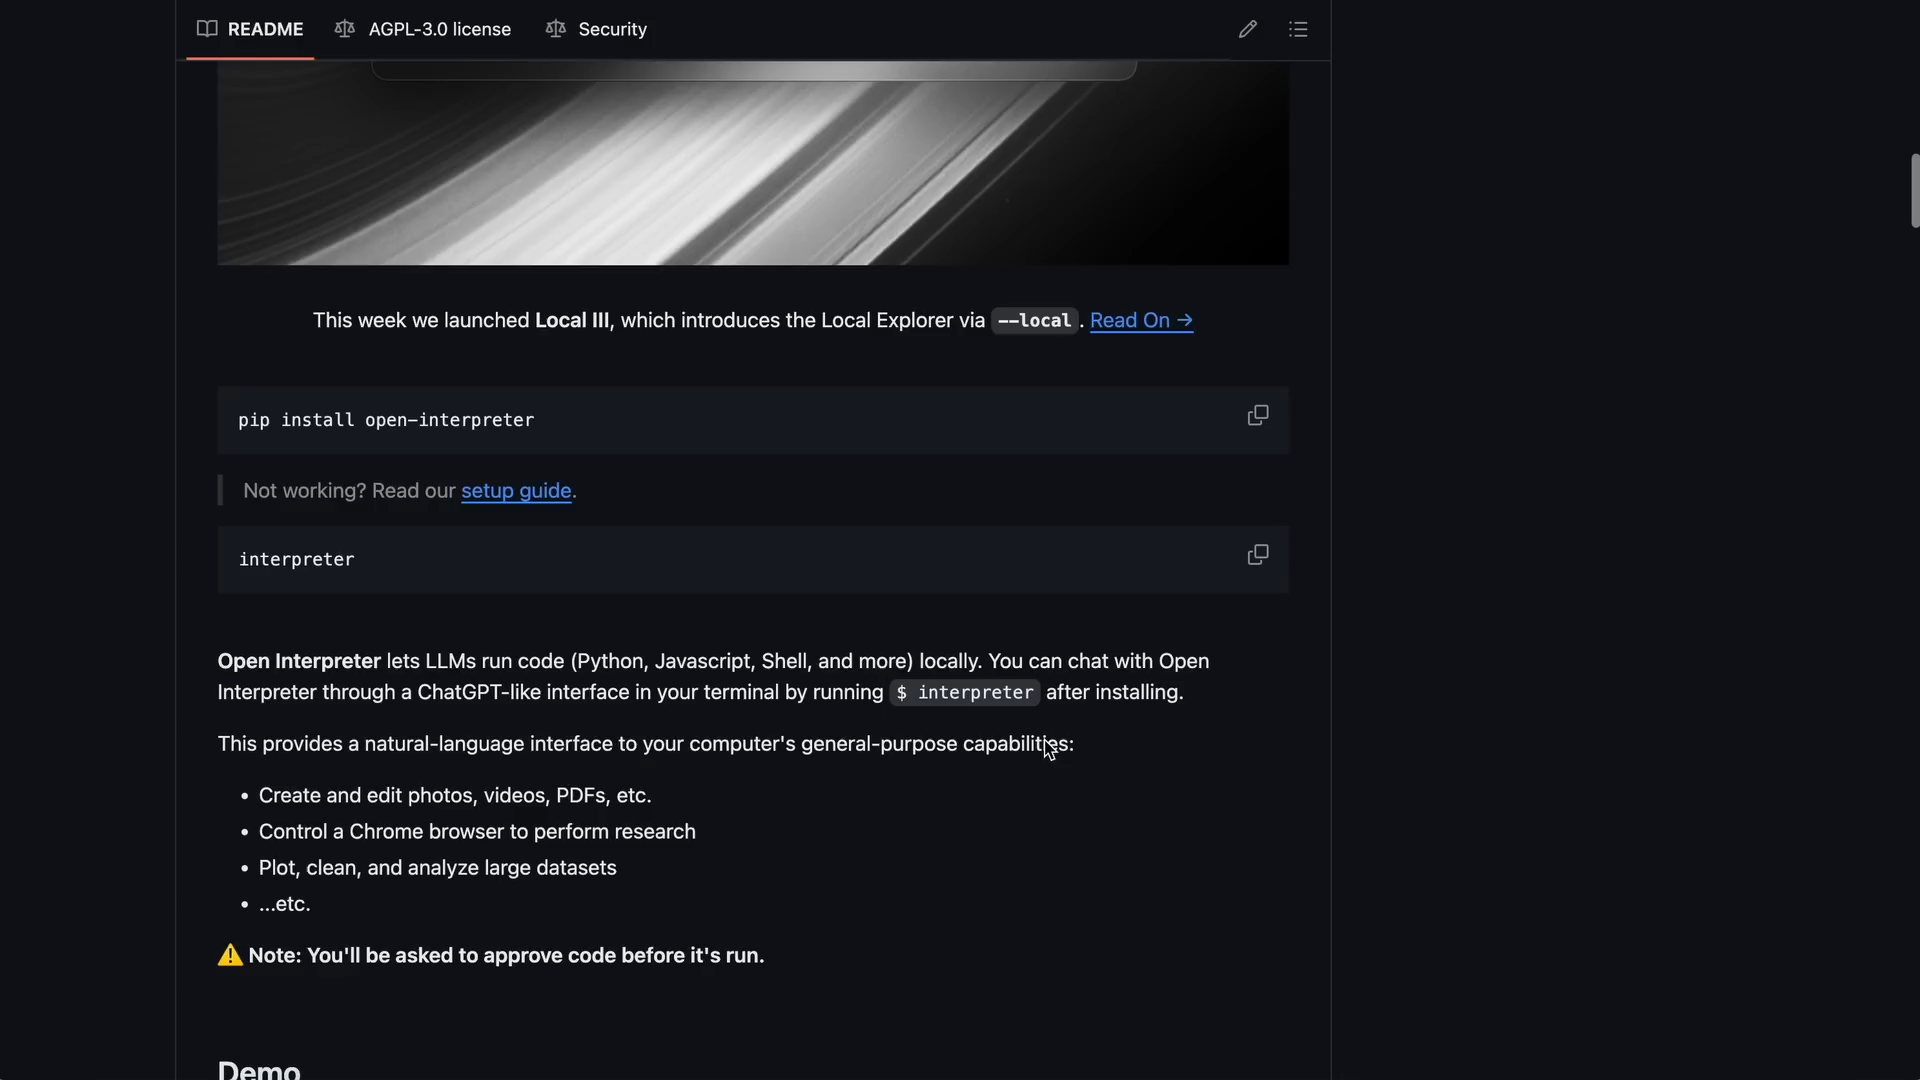 README AGPL-3.0 license Security
This week we launched Local III, which introduces the Local Explorer via --local. Read On →
pip install open-interpreter
Not working? Read our setup guide.
interpreter
Open Interpreter lets LLMs run code (Python, Javascript, Shell, and more) locally. You can chat with Open
Interpreter through a ChatGPT-like interface in your terminal by running $ interpreter after installing.
This provides a natural-language interface to your computer's general-purpose capabilities:
• Create and edit photos, videos, PDFs, etc.
• Control a Chrome browser to perform research
• Plot, clean, and analyze large datasets
• ...etc.
⚠️ Note: You'll be asked to approve code before it's run.
Demo